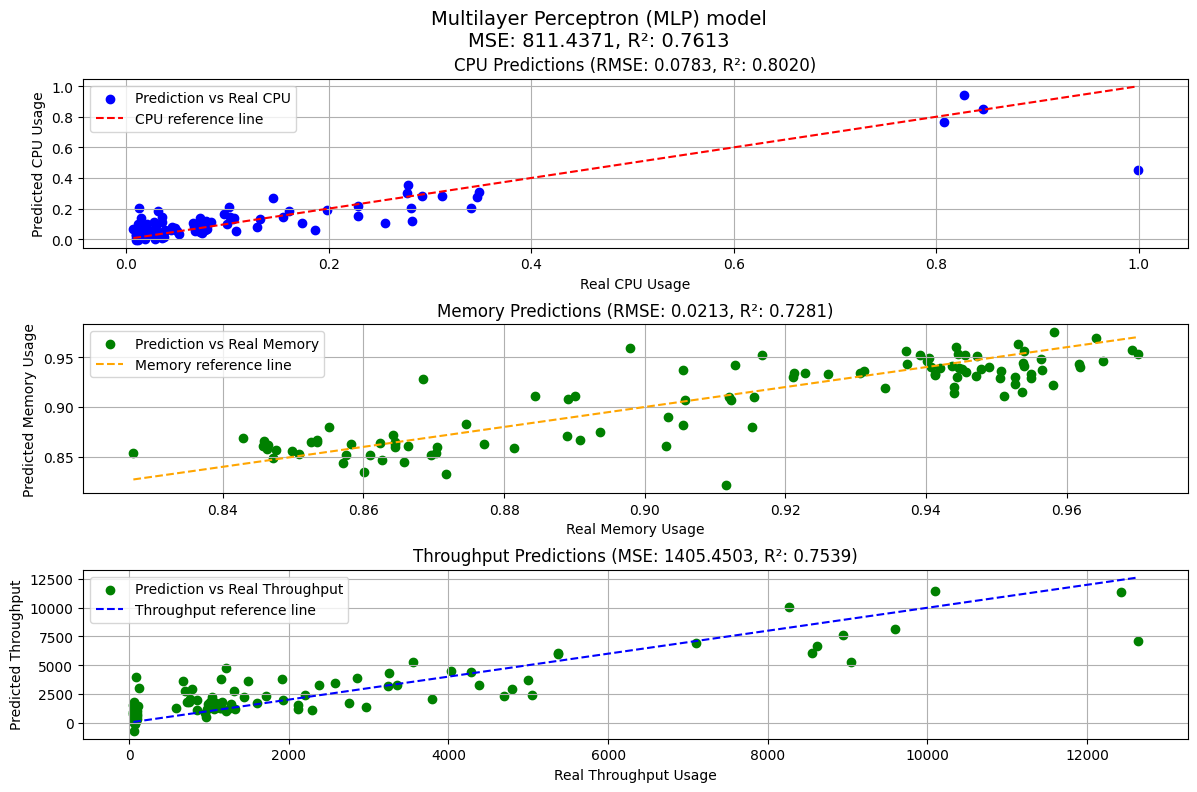 Multilayer Perceptron (MLP) model
MSE: 811.4371, R²: 0.7613
CPU Predictions (RMSE: 0.0783, R²: 0.8020)
Predicted CPU Usage
1.0
0.8
0.6
0.4
0.2
0.0
Prediction vs Real CPU
CPU reference line
0.0 0.2 0.4 0.6 0.8 1.0
Real CPU Usage
Memory Predictions (RMSE: 0.0213, R²: 0.7281)
Predicted Memory Usage
0.95
0.90
0.85
Prediction vs Real Memory
Memory reference line
0.84 0.86 0.88 0.90 0.92 0.94 0.96
Real Memory Usage
Throughput Predictions (MSE: 1405.4503, R²: 0.7539)
Predicted Throughput
12500
10000
7500
5000
2500
0
Prediction vs Real Throughput
Throughput reference line
0 2000 4000 6000 8000 10000 12000
Real Throughput Usage